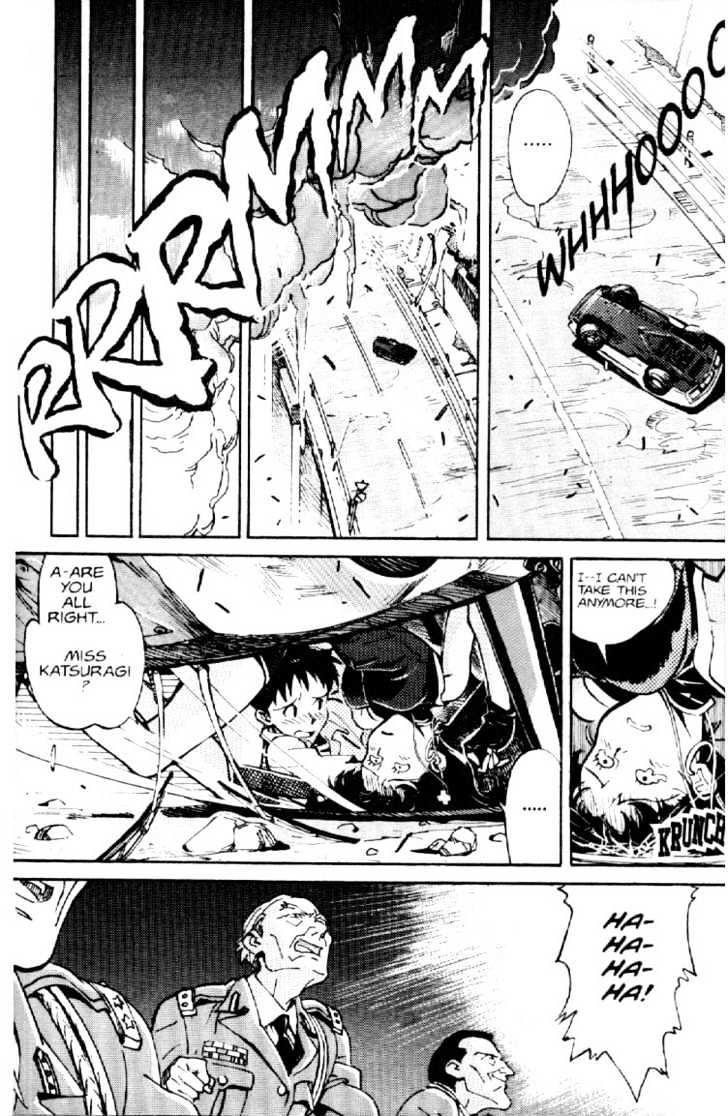 RRRMMMM
.....
WHHHOOOO
A-ARE
YOU
ALL
RIGHT...
MISS
KATSURAGI
?
.....
I--I CAN'T
TAKE THIS
ANYMORE..!
KRUNCH
HA-
HA-
HA-
HA!